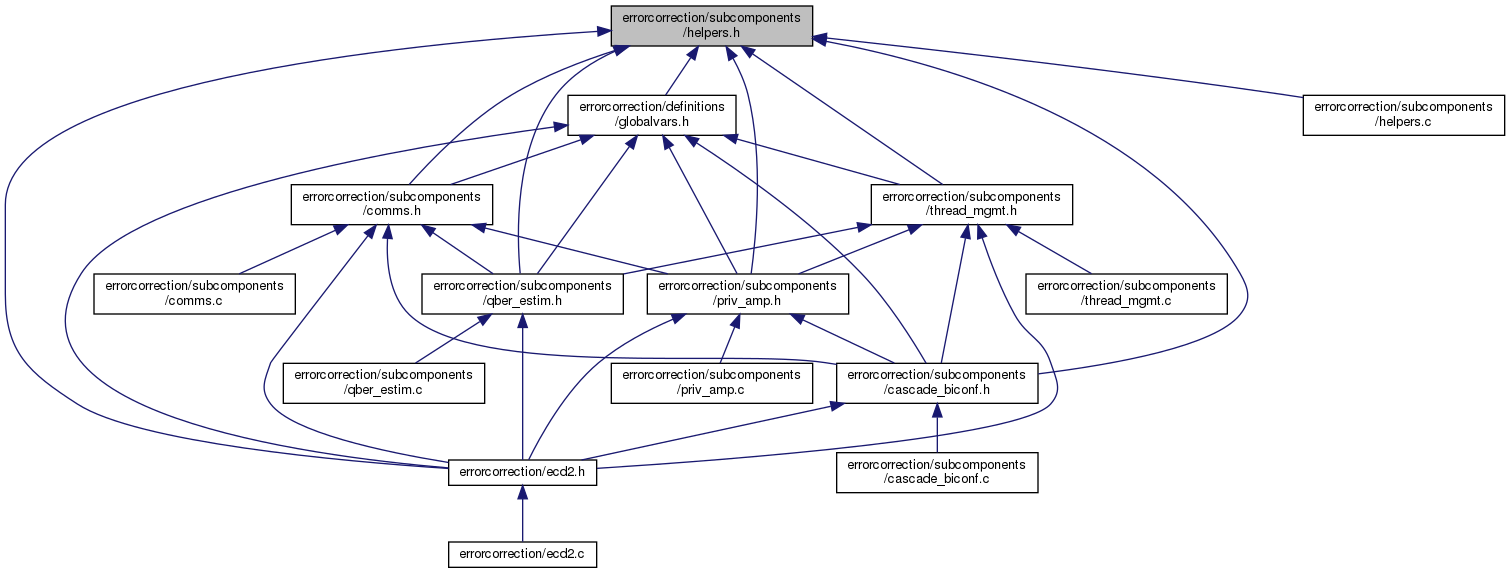 errorcorrection/subcomponents
/helpers.h
errorcorrection/definitions
/globalvars.h
errorcorrection/subcomponents
/helpers.c
errorcorrection/subcomponents
/comms.h
errorcorrection/subcomponents
/thread_mgmt.h
errorcorrection/subcomponents
/comms.c
errorcorrection/subcomponents
/qber_estim.h
errorcorrection/subcomponents
/priv_amp.h
errorcorrection/subcomponents
/thread_mgmt.c
errorcorrection/subcomponents
/qber_estim.c
errorcorrection/subcomponents
/priv_amp.c
errorcorrection/subcomponents
/cascade_biconf.h
errorcorrection/ecd2.h
errorcorrection/subcomponents
/cascade_biconf.c
errorcorrection/ecd2.c